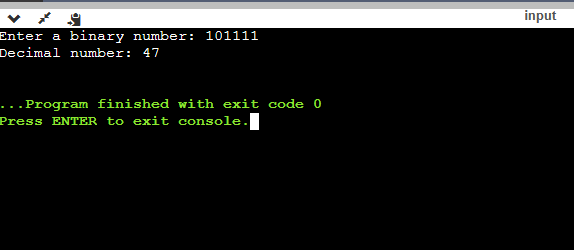 input
Enter a binary number: 101111
Decimal number: 47
...Program finished with exit code 0
Press ENTER to exit console.